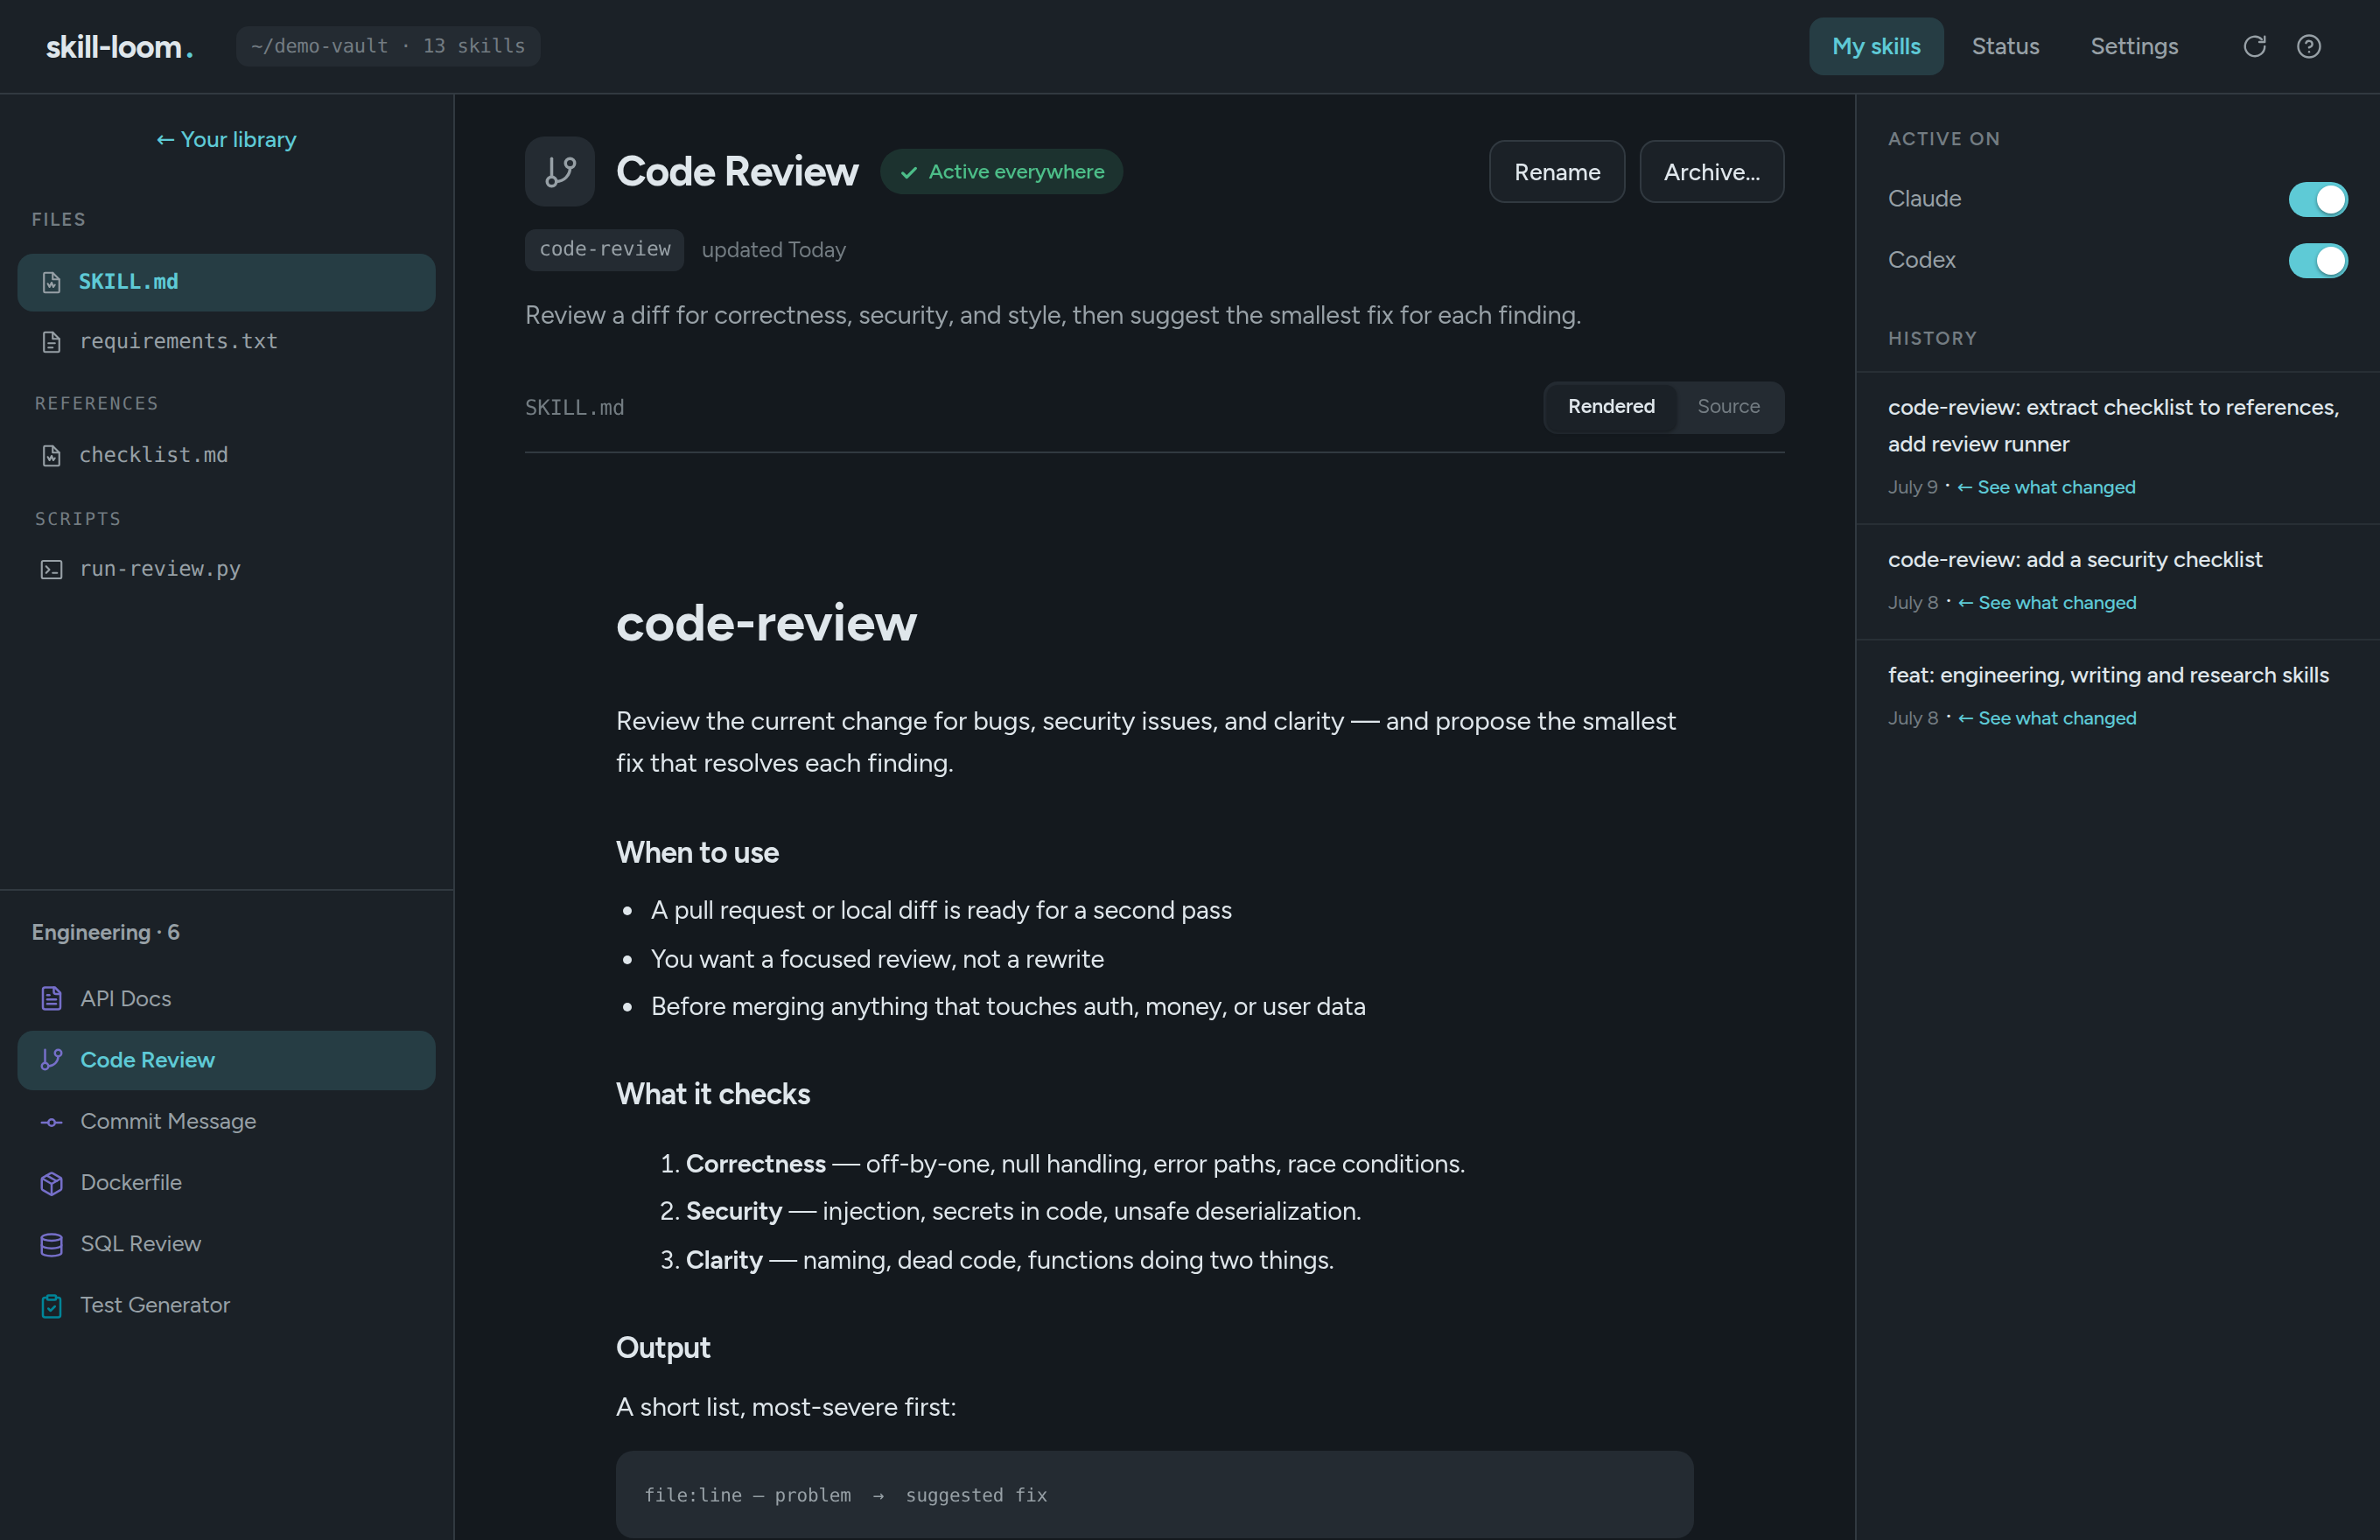 skill-loom.
~/demo-vault · 13 skills
My skills
Status
Settings
← Your library
FILES
SKILL.md
requirements.txt
REFERENCES
checklist.md
SCRIPTS
run-review.py
Engineering · 6
API Docs
Code Review
Commit Message
Dockerfile
SQL Review
Test Generator
Code Review
Active everywhere
Rename
Archive...
code-review
updated Today
Review a diff for correctness, security, and style, then suggest the smallest fix for each finding.
SKILL.md
Rendered
Source
code-review
Review the current change for bugs, security issues, and clarity — and propose the smallest
fix that resolves each finding.
When to use
• A pull request or local diff is ready for a second pass
• You want a focused review, not a rewrite
• Before merging anything that touches auth, money, or user data
What it checks
1. Correctness — off-by-one, null handling, error paths, race conditions.
2. Security — injection, secrets in code, unsafe deserialization.
3. Clarity — naming, dead code, functions doing two things.
Output
A short list, most-severe first:
file:line — problem → suggested fix
ACTIVE ON
Claude
Codex
HISTORY
code-review: extract checklist to references,
add review runner
July 9 · ← See what changed
code-review: add a security checklist
July 8 · ← See what changed
feat: engineering, writing and research skills
July 8 · ← See what changed